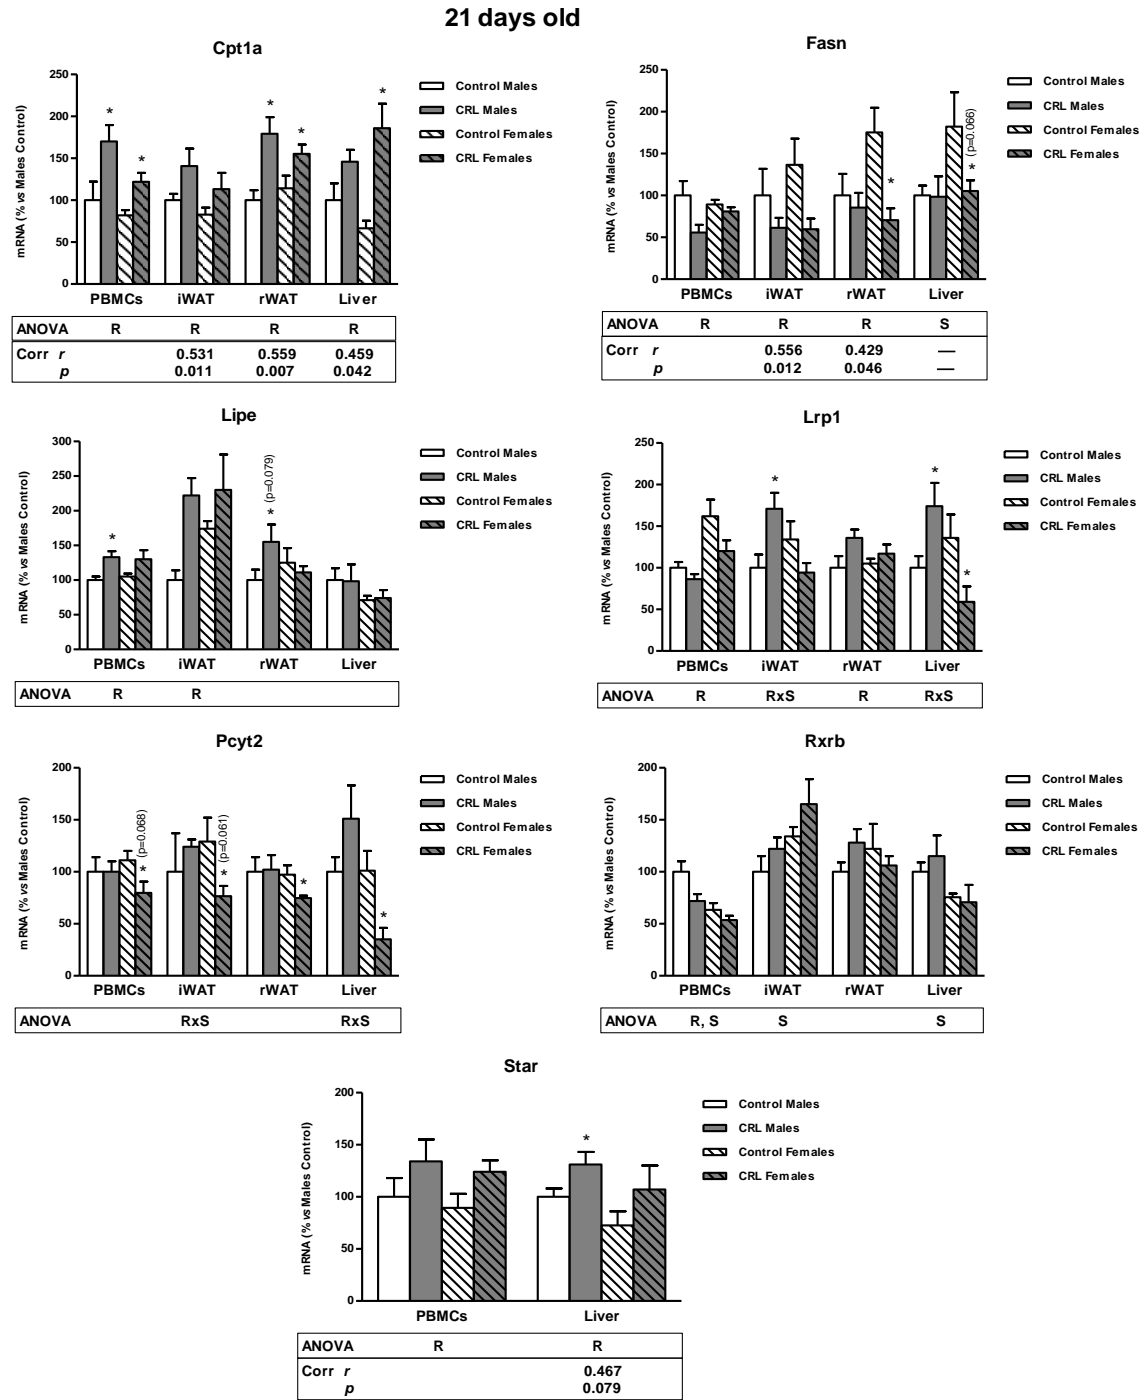 21 days old
Cpt1a
mRNA (% vs Males Control)
250
200
150
100
50
0
* * * * *
PBMCs iWAT rWAT Liver
Control Males
CRL Males
Control Females
CRL Females
ANOVA R R R R
Corr r 0.531 0.559 0.459
p 0.011 0.007 0.042
Fasn
mRNA (% vs Males Control)
250
200
150
100
50
0
* * (p=0.066)
PBMCs iWAT rWAT Liver
Control Males
CRL Males
Control Females
CRL Females
ANOVA R R R S
Corr r 0.556 0.429 —
p 0.012 0.046 —
Lipe
mRNA (% vs Males Control)
300
250
200
150
100
50
0
* * (p=0.079)
PBMCs iWAT rWAT Liver
Control Males
CRL Males
Control Females
CRL Females
ANOVA R R
Lrp1
mRNA (% vs Males Control)
250
200
150
100
50
0
* * *
PBMCs iWAT rWAT Liver
Control Males
CRL Males
Control Females
CRL Females
ANOVA R RxS R RxS
Pcyt2
mRNA (% vs Males Control)
200
150
100
50
0
* (p=0.068) * (p=0.061) * *
PBMCs iWAT rWAT Liver
Control Males
CRL Males
Control Females
CRL Females
ANOVA RxS RxS
Rxrb
mRNA (% vs Males Control)
200
150
100
50
0
PBMCs iWAT rWAT Liver
Control Males
CRL Males
Control Females
CRL Females
ANOVA R, S S S
Star
mRNA (% vs Males Control)
200
150
100
50
0
*
PBMCs Liver
Control Males
CRL Males
Control Females
CRL Females
ANOVA R R
Corr r 0.467
p 0.079